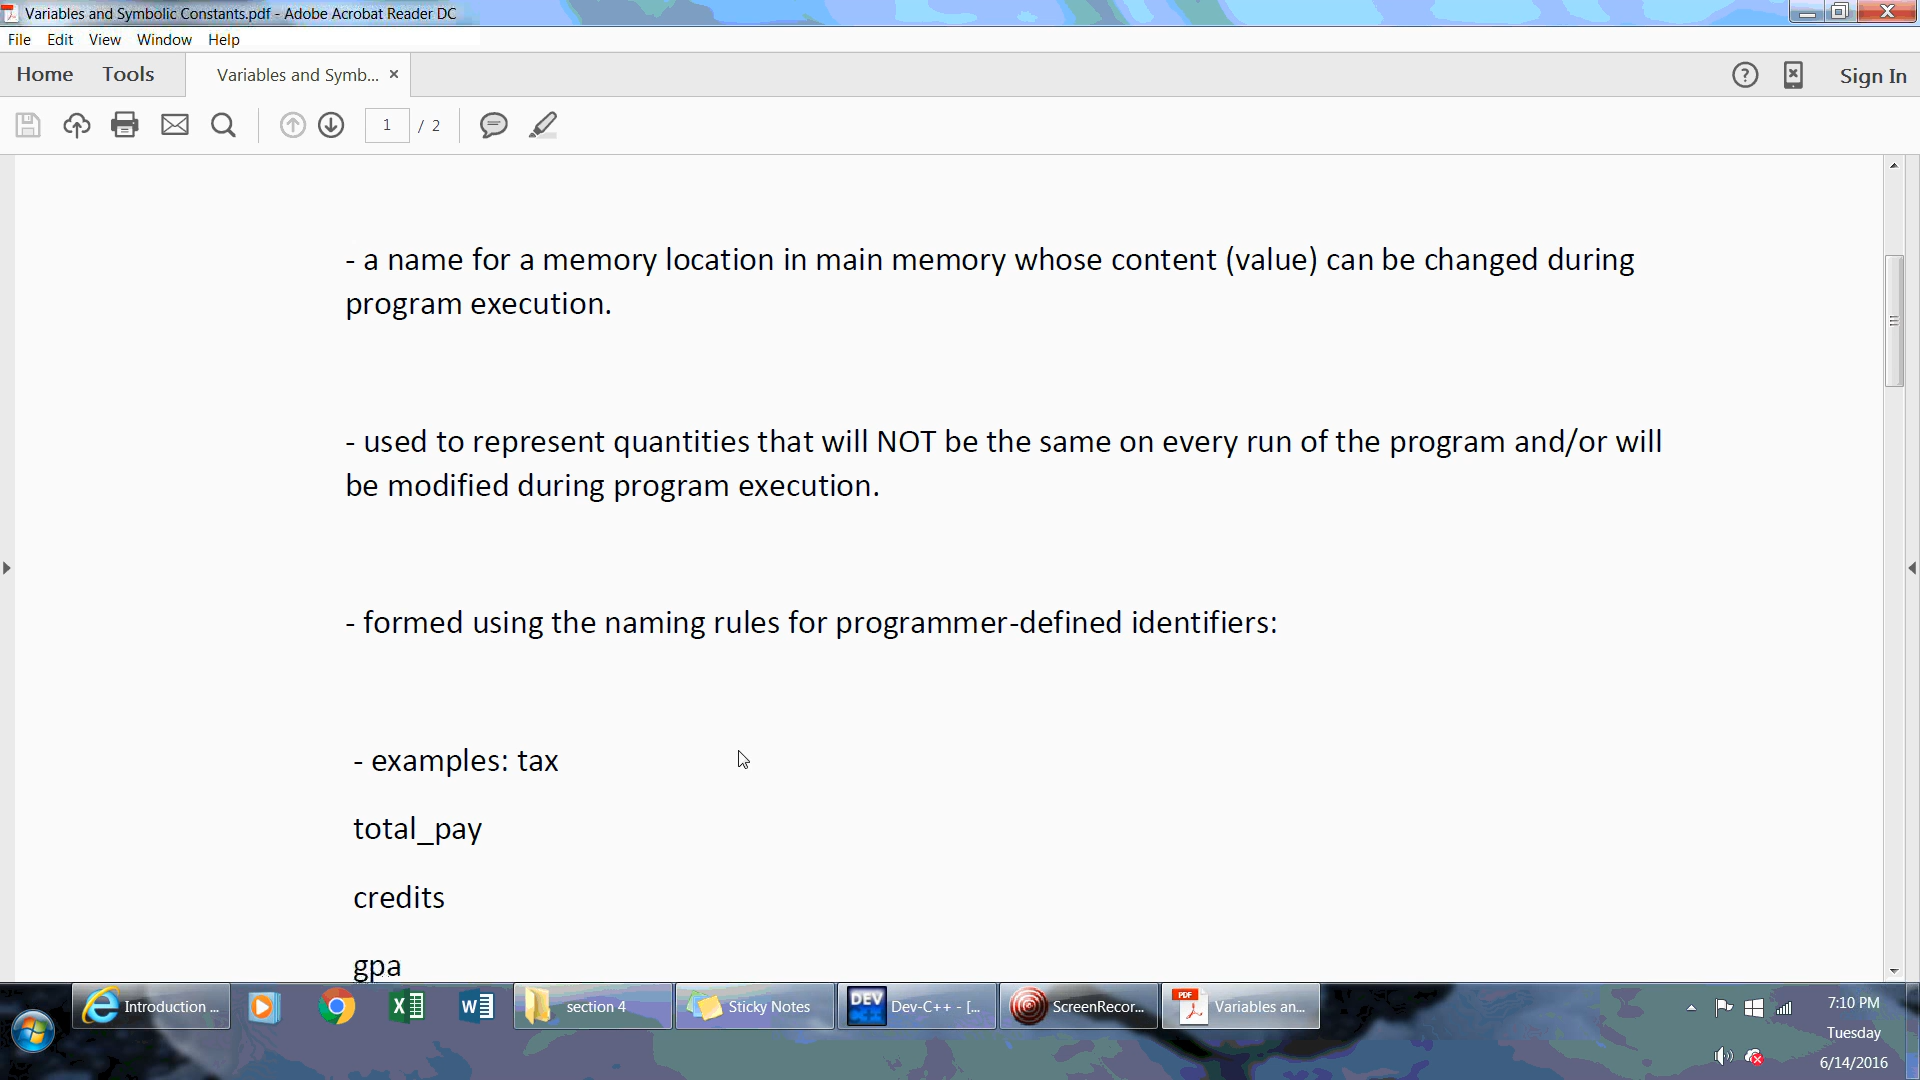 Variables and Symbolic Constants.pdf - Adobe Acrobat Reader DC
File Edit View Window Help
Home Tools Variables and Symb... × Sign In
1 / 2
- a name for a memory location in main memory whose content (value) can be changed during
program execution.
- used to represent quantities that will NOT be the same on every run of the program and/or will
be modified during program execution.
- formed using the naming rules for programmer-defined identifiers:
- examples: tax
total_pay
credits
gpa
Introduction ... section 4 Sticky Notes DEV C++ Dev-C++ - [... ScreenRecor... PDF Variables an...
7:10 PM
Tuesday
6/14/2016